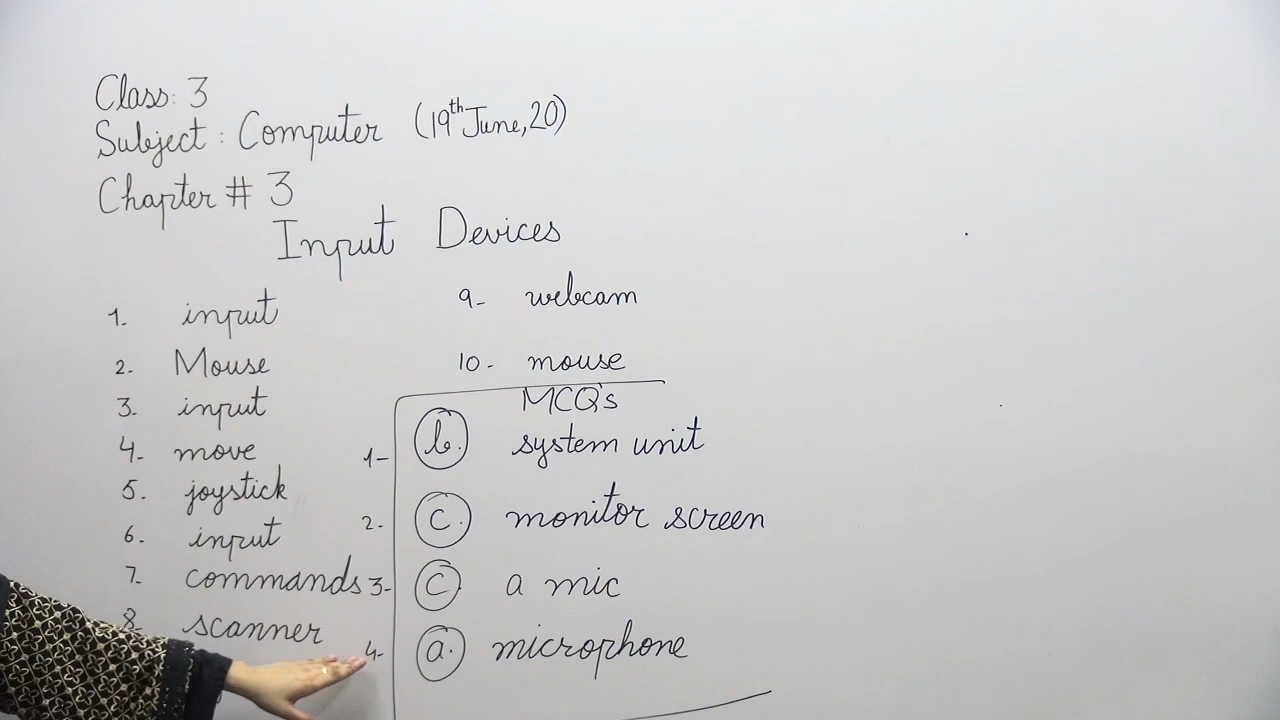 Class: 3
Subject: Computer (19th June, 20)
Chapter # 3
Input Devices
1. input
2. Mouse
3. input
4- move
5. joystick
6. input
7. commands
8- scanner
9- webcam
10- mouse
MCQ's
1- b. system unit
2- c. monitor screen
3- c. a mic
4- a. microphone